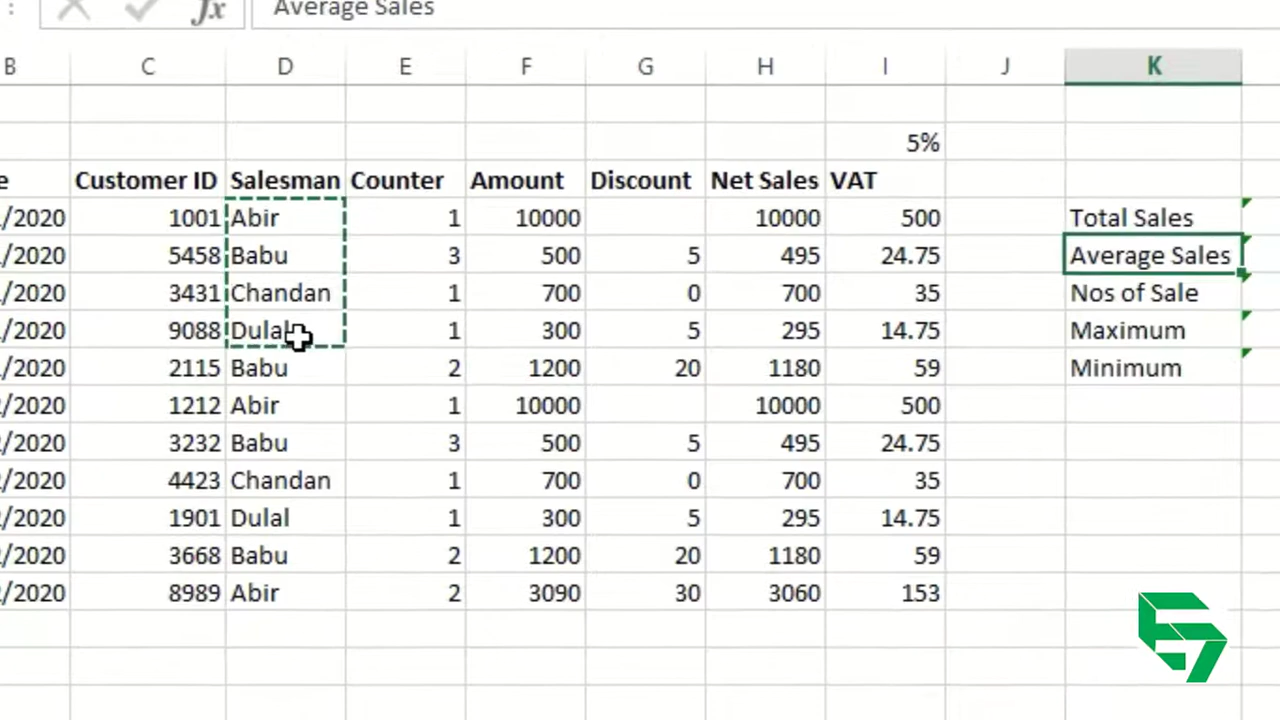 fx Average Sales
B C D E F G H I J K
5%
e Customer ID Salesman Counter Amount Discount Net Sales VAT
/2020 1001 Abir 1 10000 10000 500 Total Sales
/2020 5458 Babu 3 500 5 495 24.75 Average Sales
/2020 3431 Chandan 1 700 0 700 35 Nos of Sale
/2020 9088 Dulal 1 300 5 295 14.75 Maximum
/2020 2115 Babu 2 1200 20 1180 59 Minimum
/2020 1212 Abir 1 10000 10000 500
/2020 3232 Babu 3 500 5 495 24.75
/2020 4423 Chandan 1 700 0 700 35
/2020 1901 Dulal 1 300 5 295 14.75
/2020 3668 Babu 2 1200 20 1180 59
/2020 8989 Abir 2 3090 30 3060 153